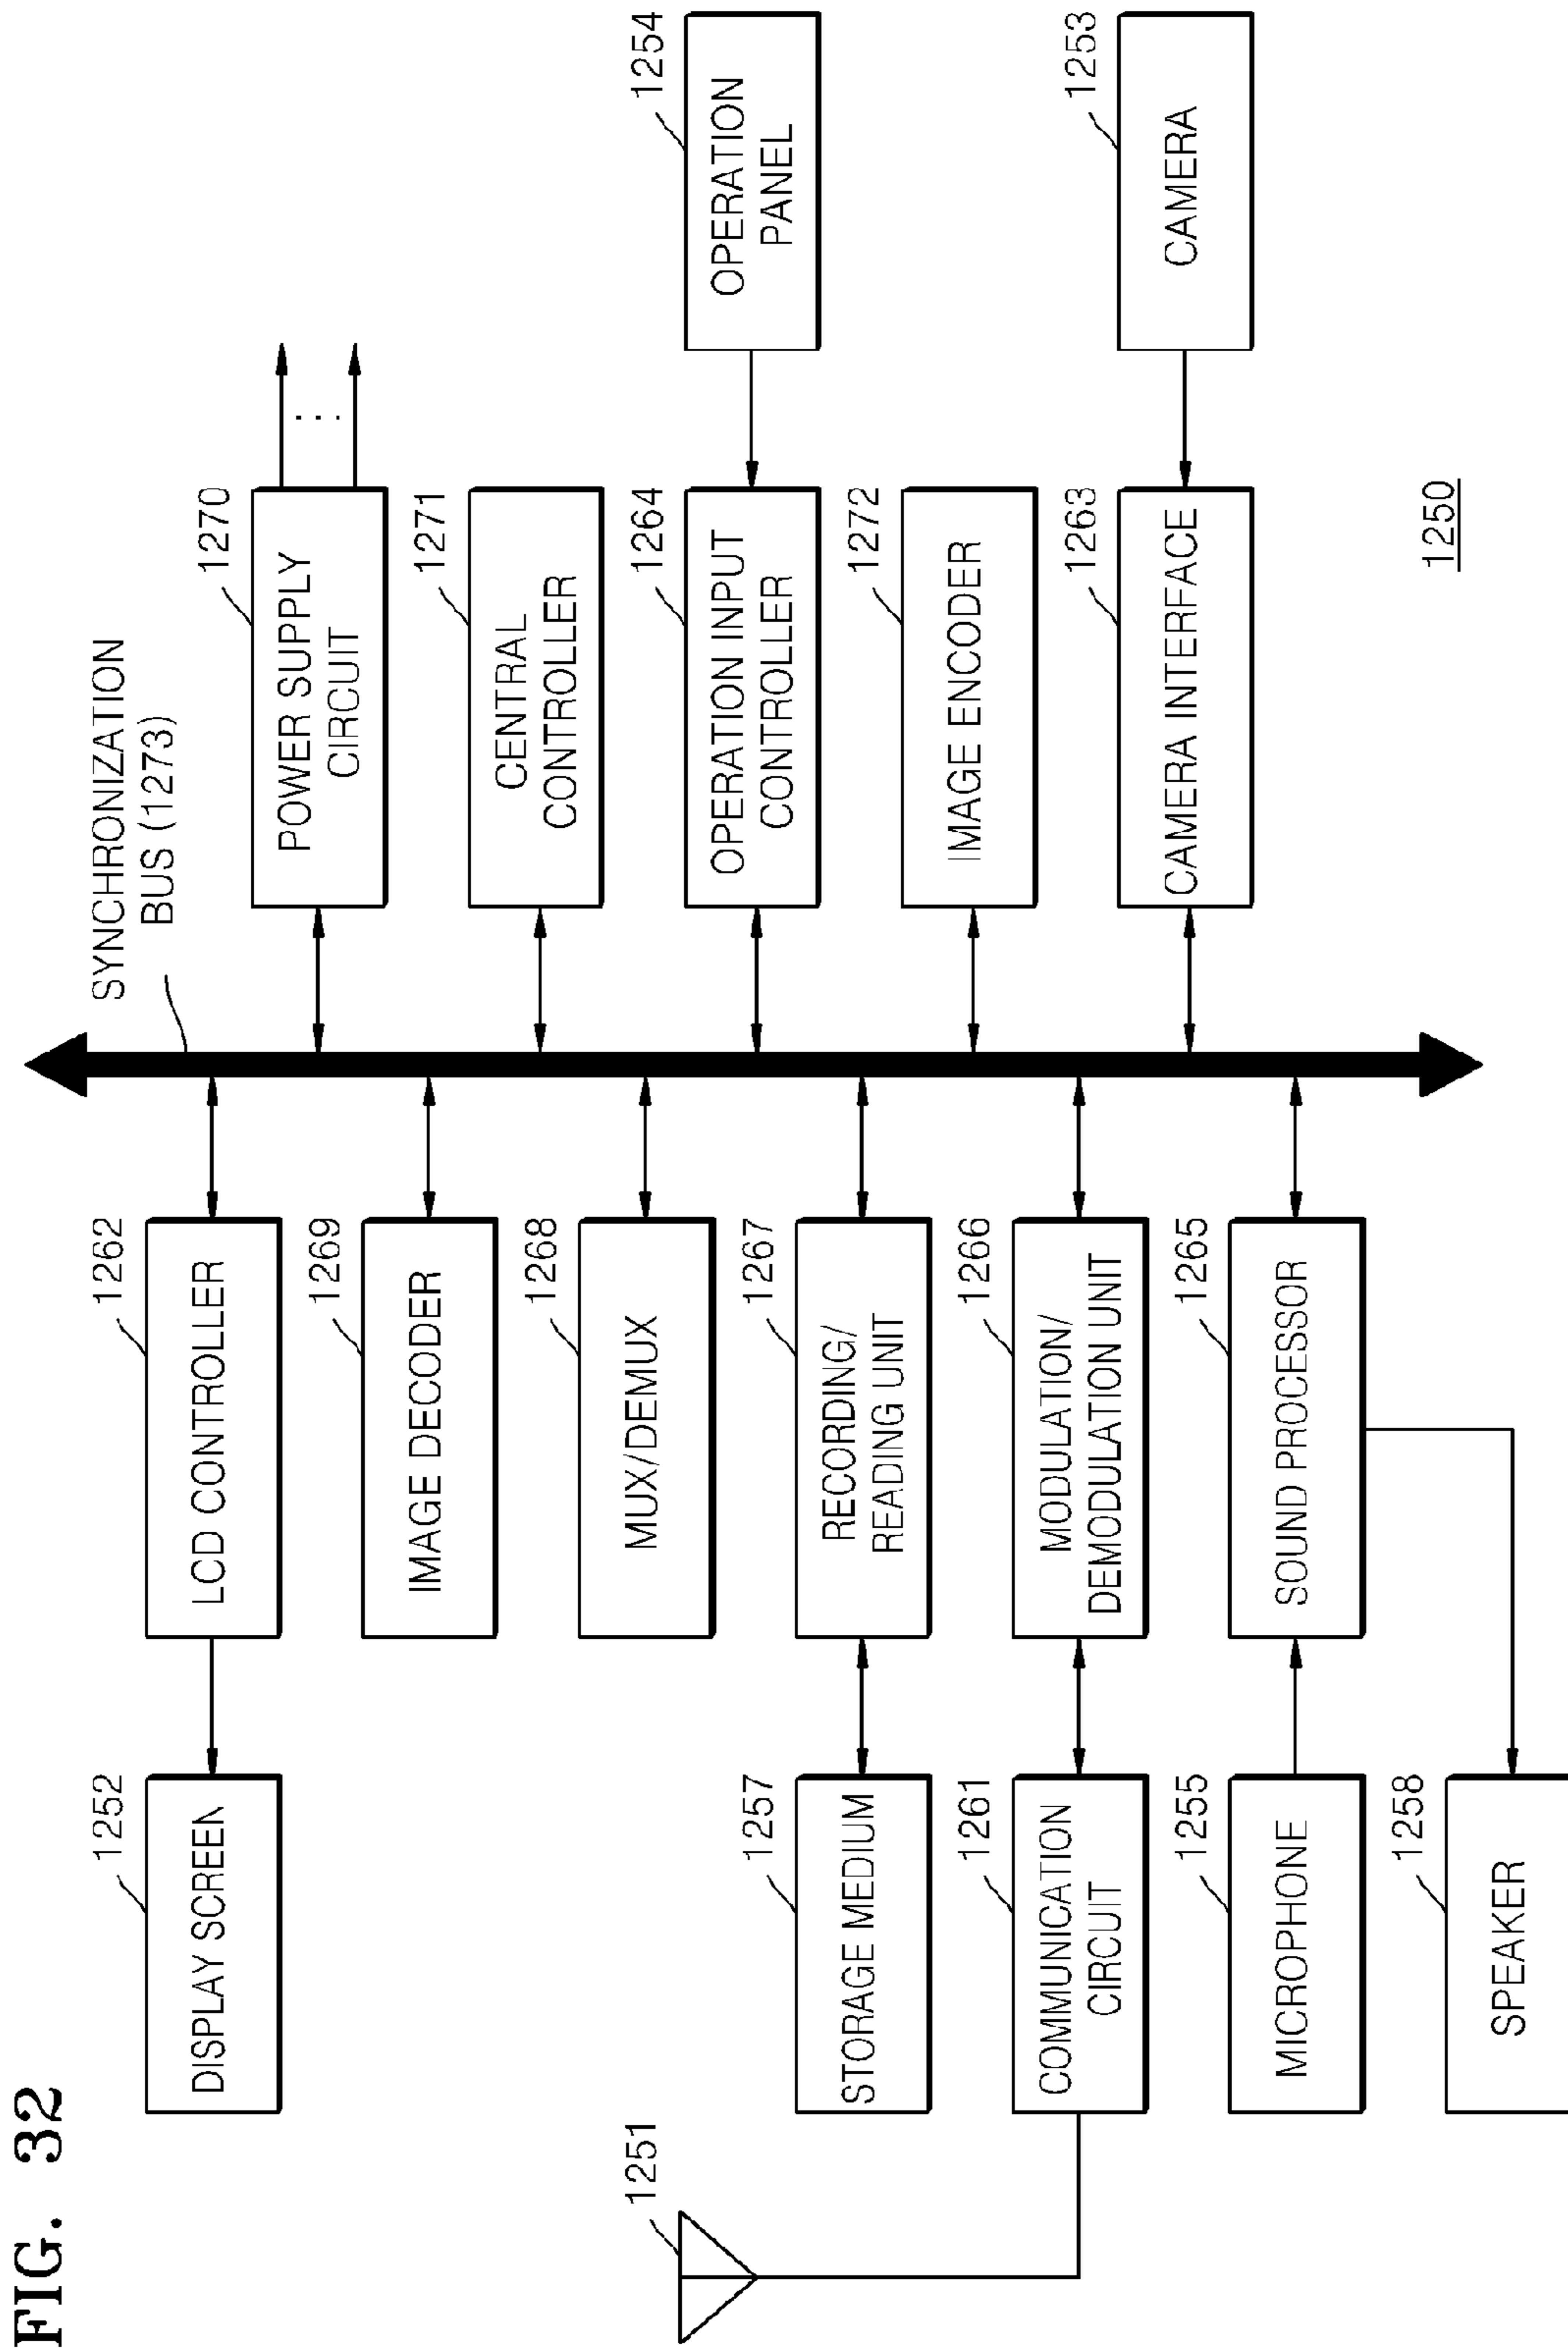 FIG. 32
1251
1252
DISPLAY SCREEN
1257
STORAGE MEDIUM
1261
COMMUNICATION
CIRCUIT
1255
MICROPHONE
1258
SPEAKER
1262
LCD CONTROLLER
1269
IMAGE DECODER
1268
MUX/DEMUX
1267
RECORDING/
READING UNIT
1266
MODULATION/
DEMODULATION UNIT
1265
SOUND PROCESSOR
SYNCHRONIZATION
BUS (1273)
1270
POWER SUPPLY
CIRCUIT
1271
CENTRAL
CONTROLLER
1264
OPERATION INPUT
CONTROLLER
1272
IMAGE ENCODER
1263
CAMERA INTERFACE
1254
OPERATION
PANEL
1253
CAMERA
1250